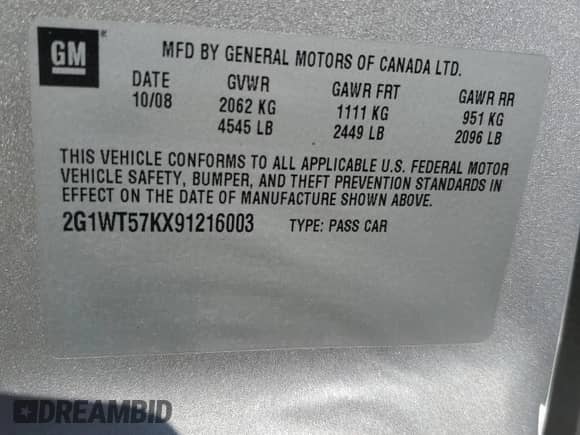 GM
MFD BY GENERAL MOTORS OF CANADA LTD.
DATE GVWR GAWR FRT GAWR RR
10/08 2062 KG 1111 KG 951 KG
4545 LB 2449 LB 2096 LB
THIS VEHICLE CONFORMS TO ALL APPLICABLE U.S. FEDERAL MOTOR
VEHICLE SAFETY, BUMPER, AND THEFT PREVENTION STANDARDS IN
EFFECT ON THE DATE OF MANUFACTURE SHOWN ABOVE.
2G1WT57KX91216003 TYPE: PASS CAR
DREAMBID